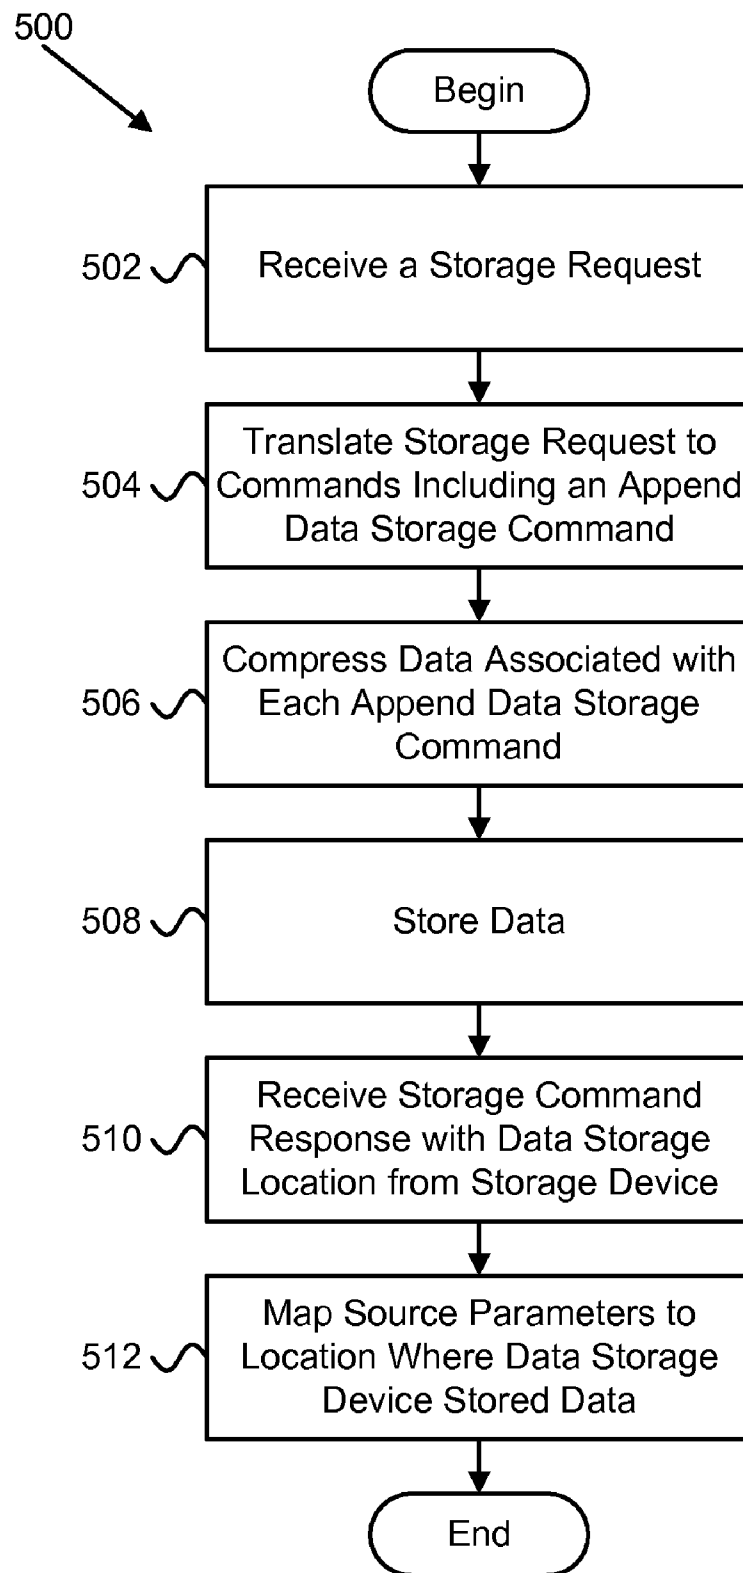 500
Begin
502
Receive a Storage Request
504
Translate Storage Request to
Commands Including an Append
Data Storage Command
506
Compress Data Associated with
Each Append Data Storage
Command
508
Store Data
510
Receive Storage Command
Response with Data Storage
Location from Storage Device
512
Map Source Parameters to
Location Where Data Storage
Device Stored Data
End